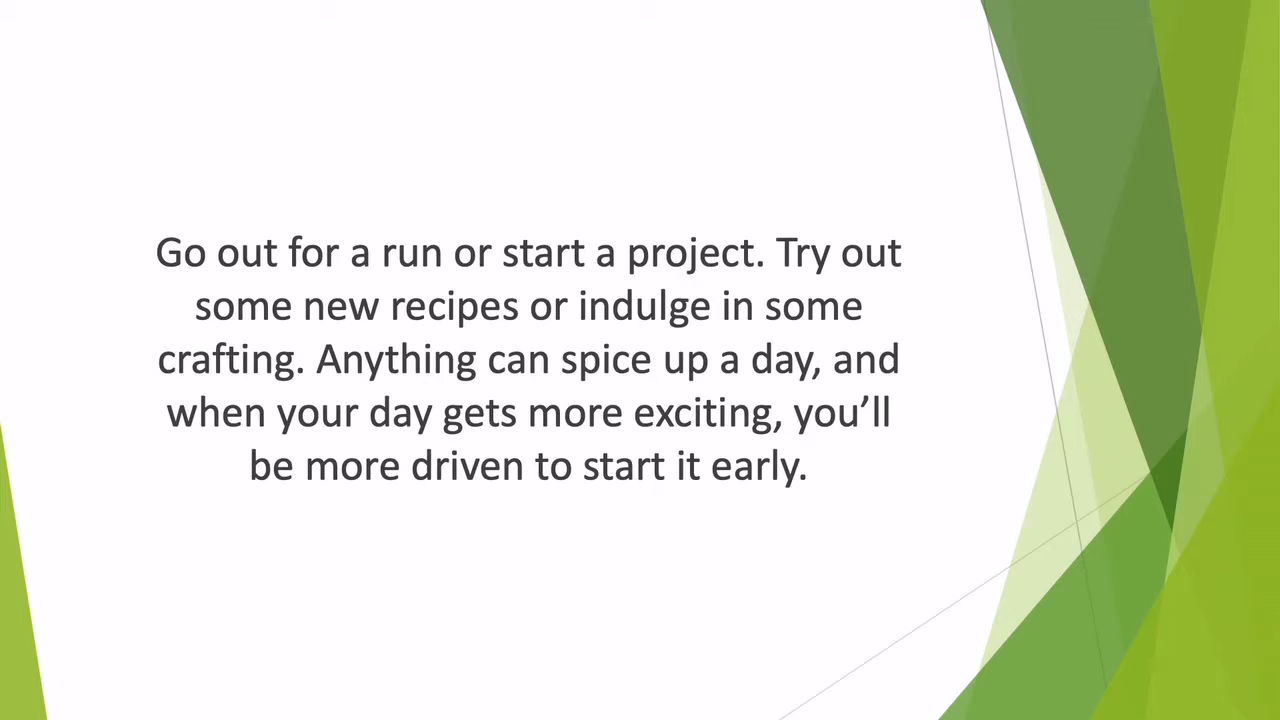 Go out for a run or start a project. Try out
some new recipes or indulge in some
crafting. Anything can spice up a day, and
when your day gets more exciting, you’ll
be more driven to start it early.